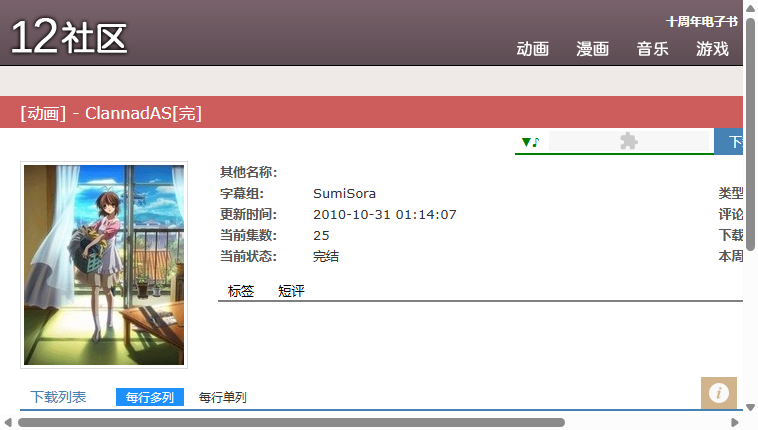 12社区
十周年电子书
动画 漫画 音乐 游戏
[动画] - ClannadAS[完]
▼♪
其他名称:
字幕组: SumiSora 类型
更新时间: 2010-10-31 01:14:07 评论
当前集数: 25 下载
当前状态: 完结 本周
标签 短评
下载列表 每行多列 每行单列